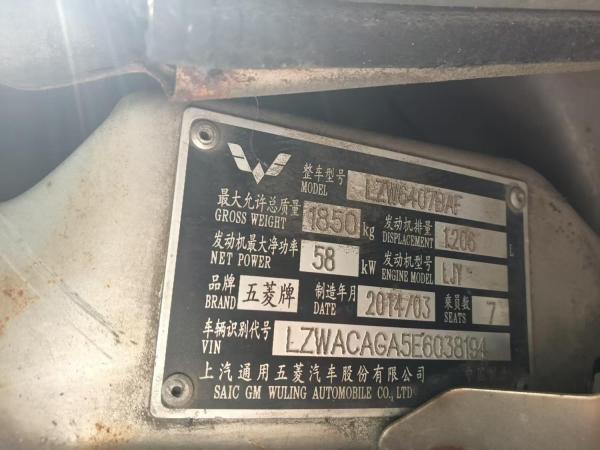 整车型号 LZW6407BAF
MODEL
最大允许总质量 1850 kg 发动机排量 1.206 L
GROSS WEIGHT DISPLACEMENT
发动机最大净功率 58 kW 发动机型号 LJY
NET POWER ENGINE MODEL
品牌 五菱牌 制造年月 2014/03 乘员数 7
BRAND DATE SEATS
车辆识别代号 LZWACAGA5E6038194
VIN
上汽通用五菱汽车股份有限公司
SAIC GM WULING AUTOMOBILE CO., LTD